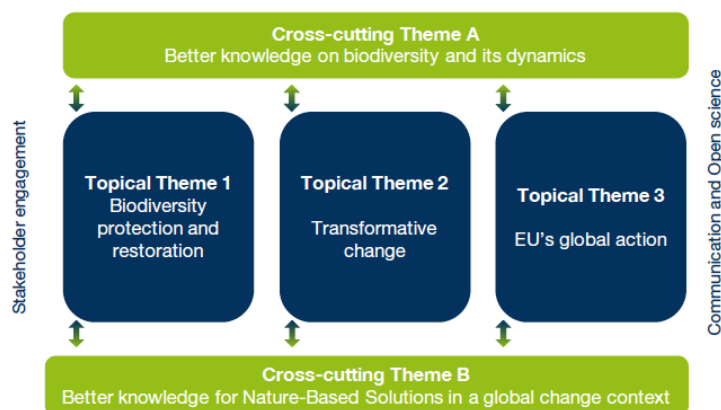 Cross-cutting Theme A
Better knowledge on biodiversity and its dynamics
Stakeholder engagement
Topical Theme 1
Biodiversity
protection and
restoration
Topical Theme 2
Transformative
change
Topical Theme 3
EU's global action
Communication and Open science
Cross-cutting Theme B
Better knowledge for Nature-Based Solutions in a global change context